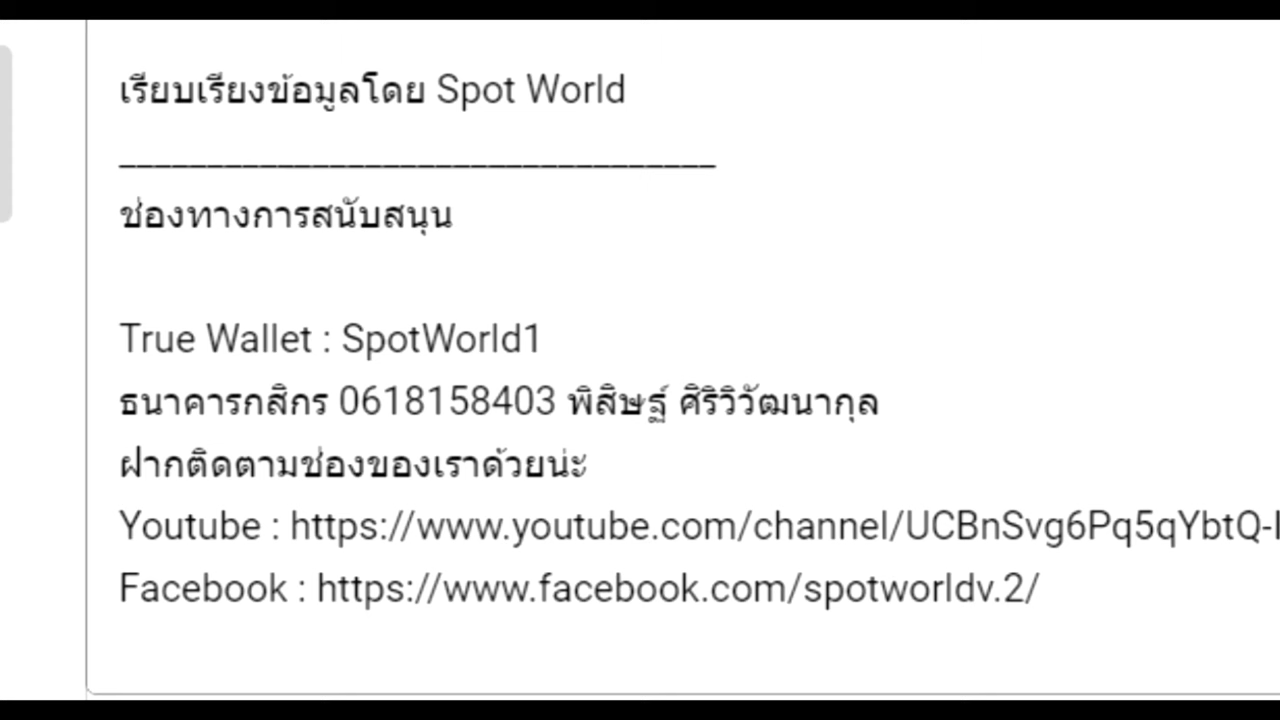 เรียบเรียงข้อมูลโดย Spot World
__________________________________
ช่องทางการสนับสนุน
True Wallet : SpotWorld1
ธนาคารกสิกร 0618158403 พิสิษฐ์ ศิริวิวัฒนากุล
ฝากติดตามช่องของเราด้วยน่ะ
Youtube : https://www.youtube.com/channel/UCBnSvg6Pq5qYbtQ-
Facebook : https://www.facebook.com/spotworldv.2/